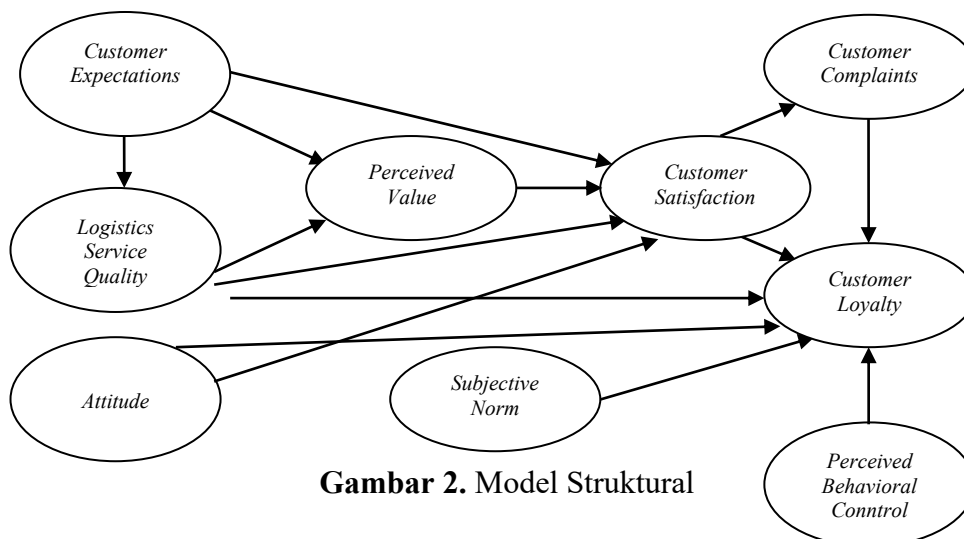 Customer
Expectations
Customer
Complaints
Perceived
Value
Customer
Satisfaction
Logistics
Service
Quality
Customer
Loyalty
Attitude
Subjective
Norm
Perceived
Behavioral
Conntrol
Gambar 2. Model Struktural